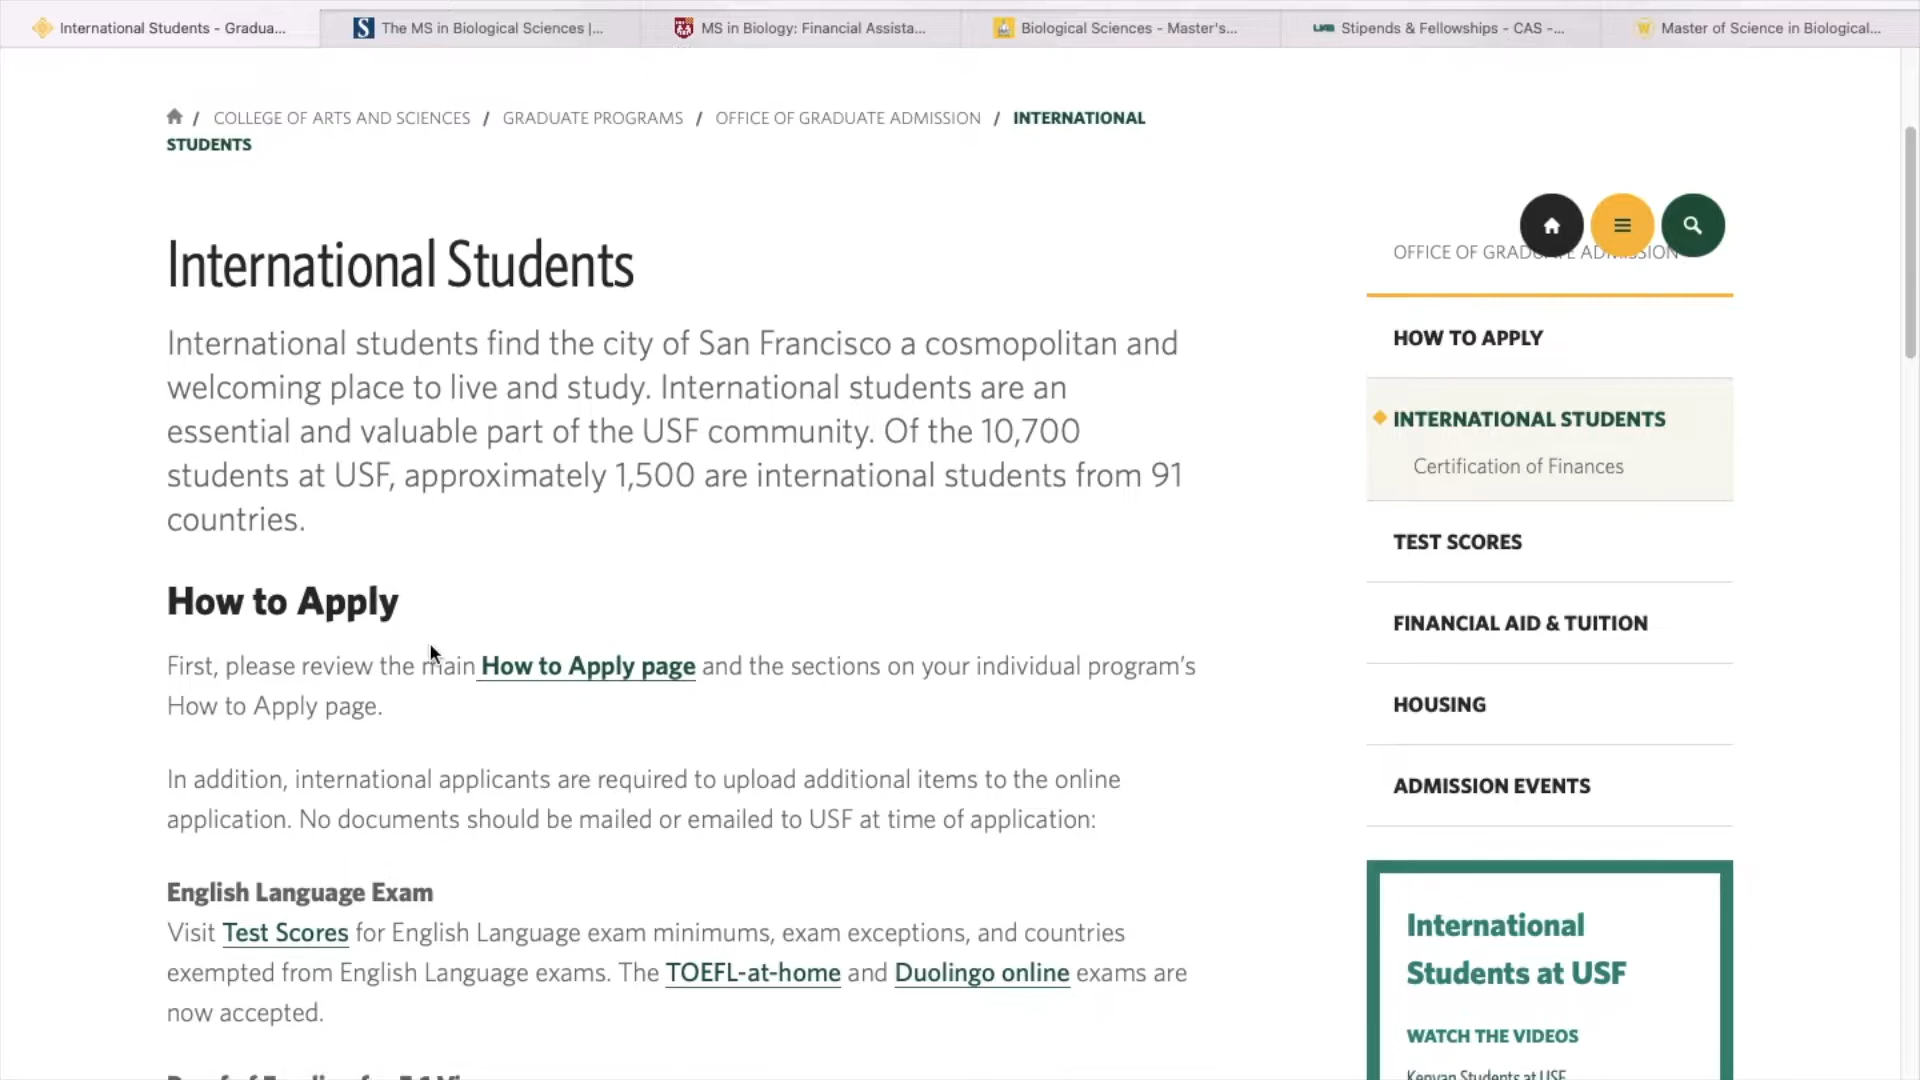 International Students - Gradua...
The MS in Biological Sciences |...
MS in Biology: Financial Assista...
Biological Sciences - Master's...
Stipends & Fellowships - CAS -...
Master of Science in Biological...
/ COLLEGE OF ARTS AND SCIENCES / GRADUATE PROGRAMS / OFFICE OF GRADUATE ADMISSION / INTERNATIONAL
STUDENTS
International Students
International students find the city of San Francisco a cosmopolitan and
welcoming place to live and study. International students are an
essential and valuable part of the USF community. Of the 10,700
students at USF, approximately 1,500 are international students from 91
countries.
How to Apply
First, please review the main How to Apply page and the sections on your individual program's
How to Apply page.
In addition, international applicants are required to upload additional items to the online
application. No documents should be mailed or emailed to USF at time of application:
English Language Exam
Visit Test Scores for English Language exam minimums, exam exceptions, and countries
exempted from English Language exams. The TOEFL-at-home and Duolingo online exams are
now accepted.
OFFICE OF GRADUATE ADMISSION
HOW TO APPLY
INTERNATIONAL STUDENTS
Certification of Finances
TEST SCORES
FINANCIAL AID & TUITION
HOUSING
ADMISSION EVENTS
International
Students at USF
WATCH THE VIDEOS
Kenyan Students at USF